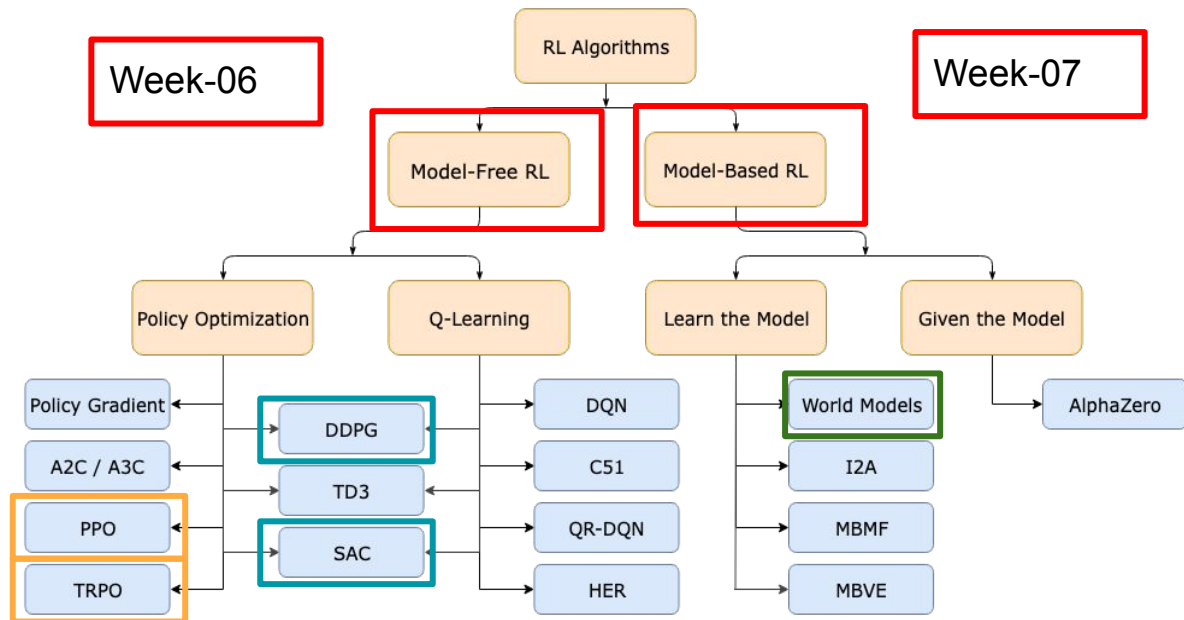 RL Algorithms
Week-06
Week-07
Model-Free RL
Model-Based RL
Policy Optimization
Q-Learning
Learn the Model
Given the Model
Policy Gradient
DDPG
DQN
World Models
AlphaZero
A2C / A3C
TD3
C51
I2A
PPO
SAC
QR-DQN
MBMF
TRPO
HER
MBVE